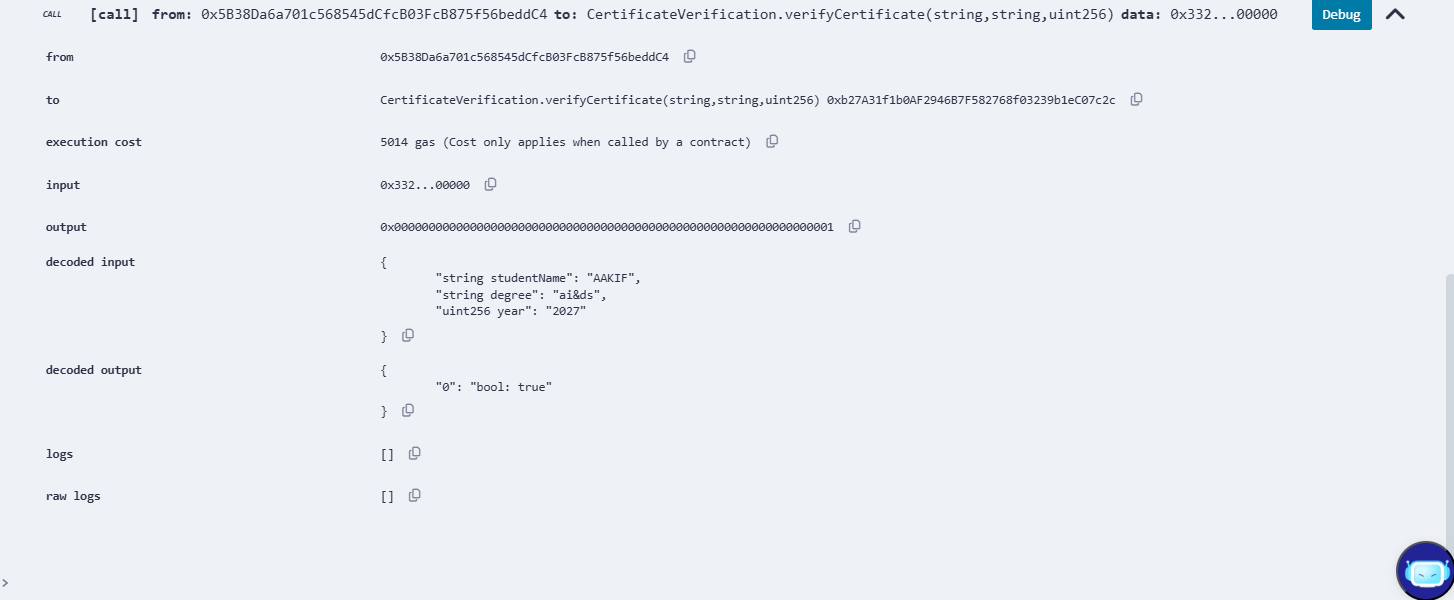 CALL [call] from: 0x5B38Da6a701c568545dCfcB03FcB875f56beddC4 to: CertificateVerification.verifyCertificate(string,string,uint256) data: 0x332...00000 Debug
from 0x5B38Da6a701c568545dCfcB03FcB875f56beddC4
to CertificateVerification.verifyCertificate(string,string,uint256) 0xb27A31f1b0AF2946B7F582768f03239b1eC07c2c
execution cost 5014 gas (Cost only applies when called by a contract)
input 0x332...00000
output 0x0000000000000000000000000000000000000000000000000000000000000001
decoded input {
"string studentName": "AAKIF",
"string degree": "ai&ds",
"uint256 year": "2027"
}
decoded output {
"0": "bool: true"
}
logs []
raw logs []
>